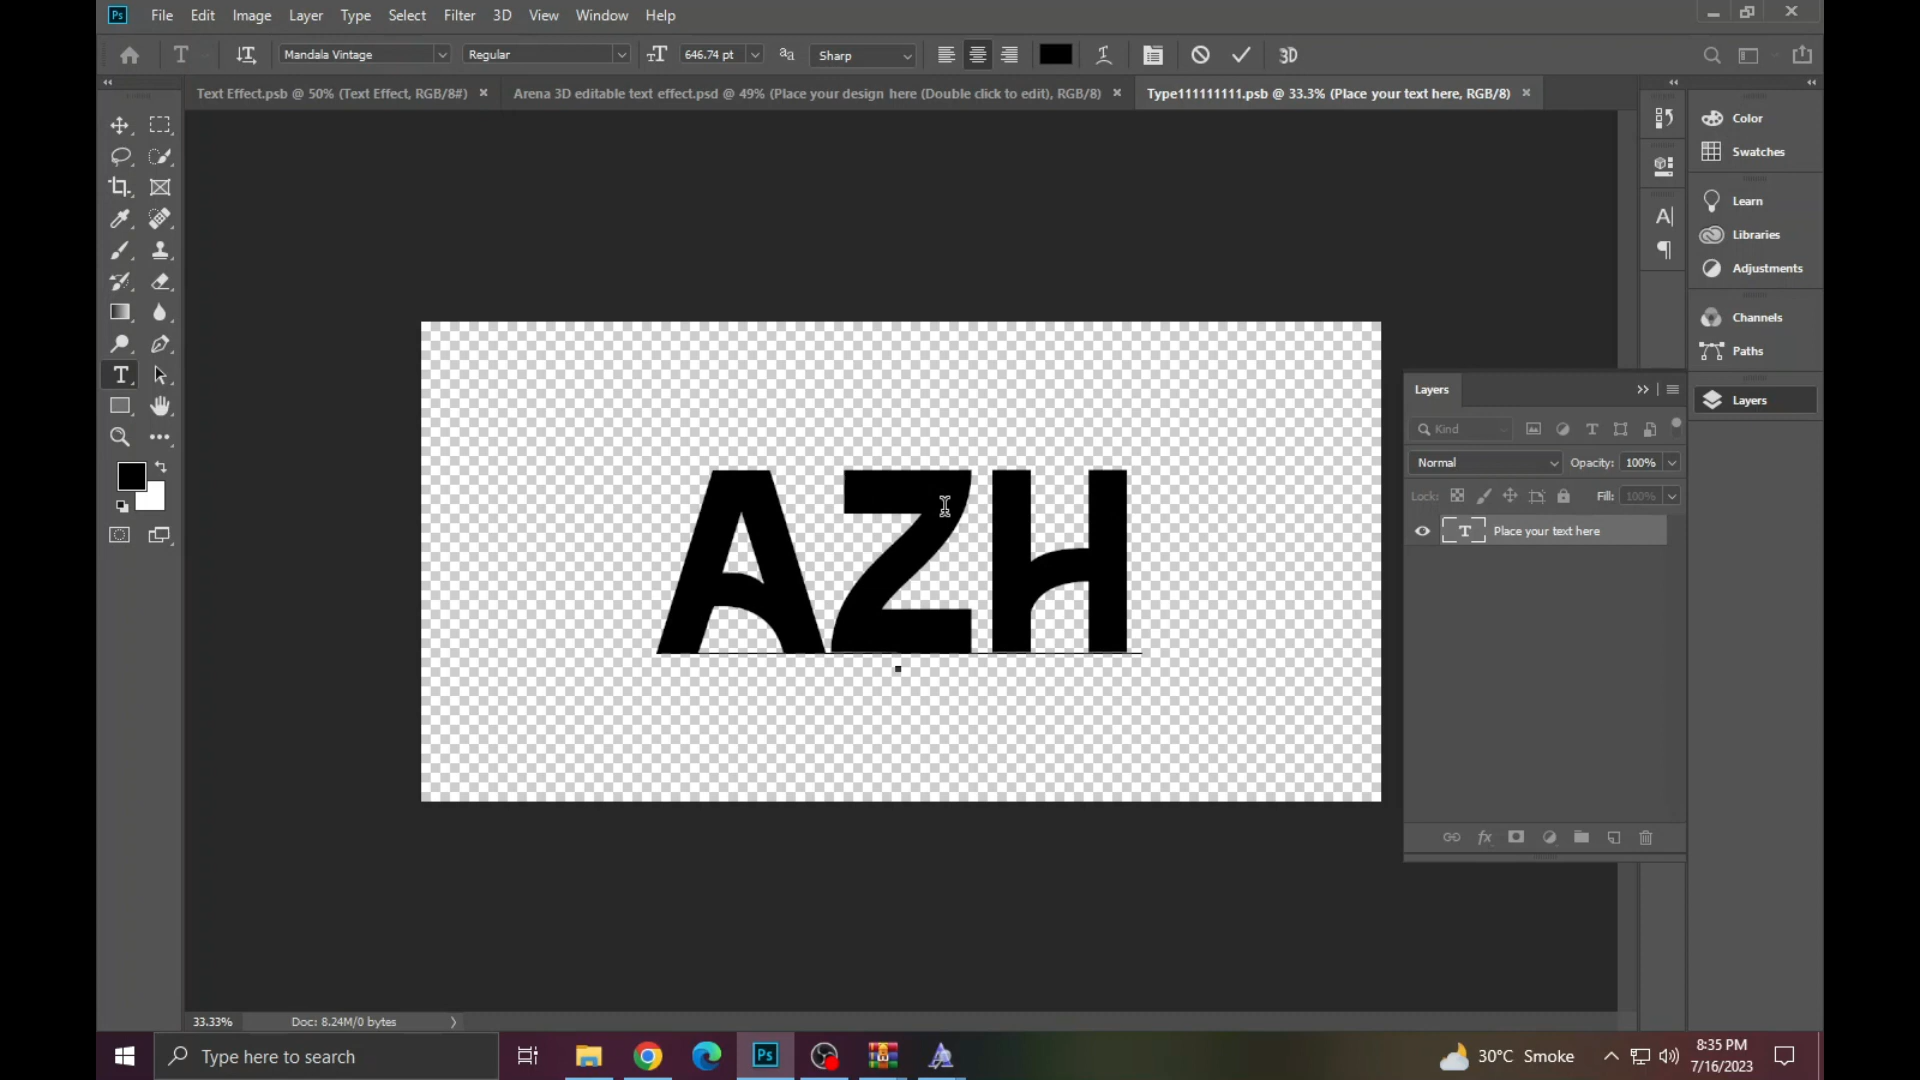 Ps File Edit Image Layer Type Select Filter 3D View Window Help
T Mandala Vintage Regular 646.74 pt Sharp 3D
Text Effect.psb @ 50% (Text Effect, RGB/8#) × Arena 3D editable text effect.psd @ 49% (Place your design here (Double click to edit), RGB/8) × Type111111111.psb @ 33.3% (Place your text here, RGB/8) ×
Color
Swatches
Learn
Libraries
Adjustments
Channels
Paths
Layers
Layers
Kind
Normal Opacity: 100%
Lock: Fill: 100%
T Place your text here
fx
AZH
33.33% Doc: 8.24M/0 bytes
Type here to search
Ps
30°C Smoke
8:35 PM
7/16/2023